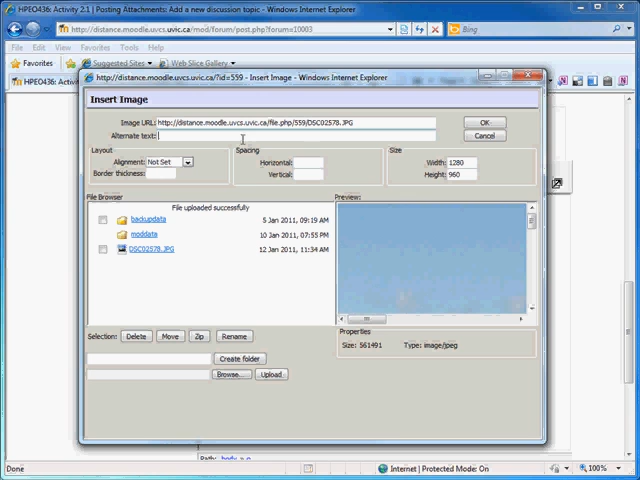 HPEO436: Activity 2.1 | Posting Attachments: Add a new discussion topic - Windows Internet Explorer
http://distance.moodle.uvcs.uvic.ca/mod/forum/post.php?forum=10003
Bing
File Edit View Favorites Tools Help
Favorites Suggested Sites Web Slice Gallery
HPEO436: Activity 2.1
http://distance.moodle.uvcs.uvic.ca/?id=559 - Insert Image - Windows Internet Explorer
Insert Image
Image URL: http://distance.moodle.uvcs.uvic.ca/file.php/559/DSC02578.JPG OK
Alternate text: Cancel
Layout Spacing Size
Alignment: Not Set Horizontal: Width: 1280
Border thickness: Vertical: Height: 960
File Browser Preview:
File uploaded successfully
backupdata 5 Jan 2011, 09:19 AM
moddata 10 Jan 2011, 07:55 PM
DSC02578.JPG 12 Jan 2011, 11:34 AM
Selection: Delete Move Zip Rename
Properties
Size: 561491 Type: image/jpeg
Create folder
Browse... Upload
Path: body » p
Done Internet | Protected Mode: On 100%